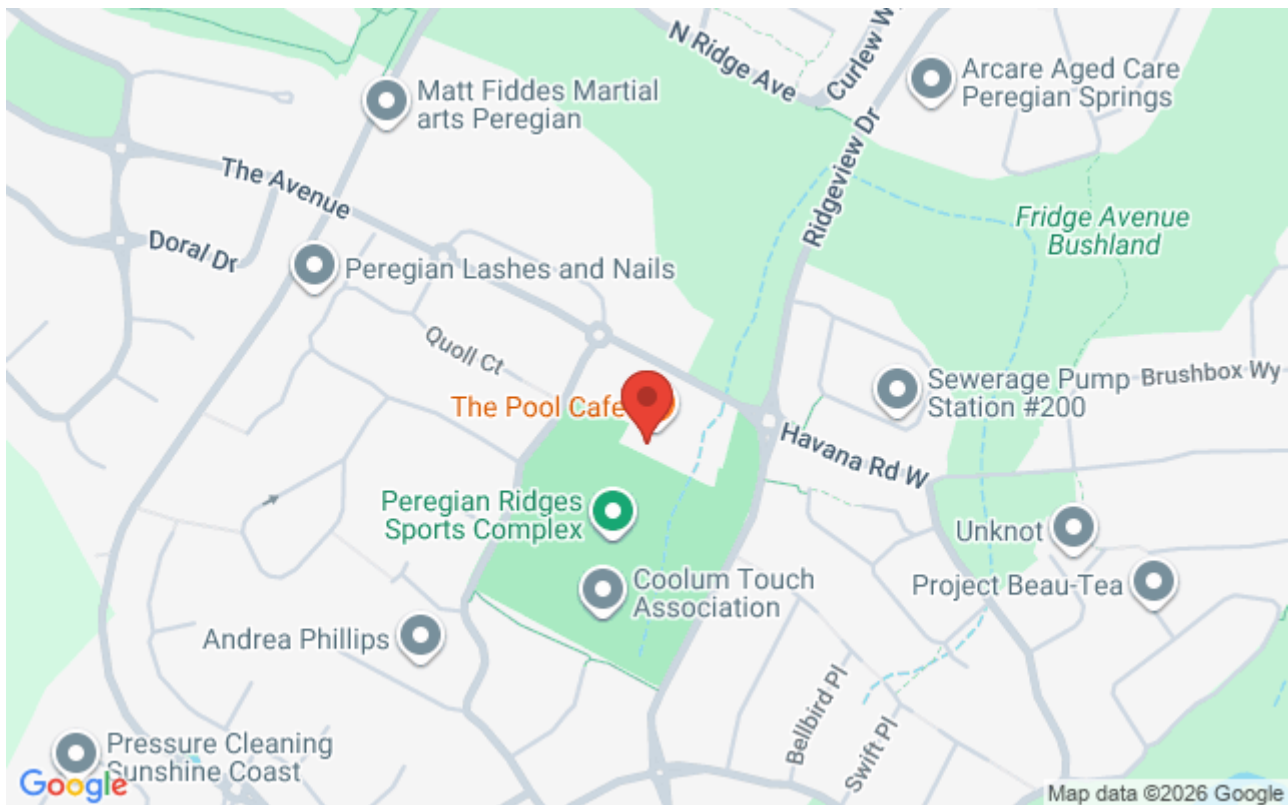 N Ridge Ave
Curlew W
Matt Fiddes Martial
arts Peregian
Arcare Aged Care
Peregian Springs
The Avenue
Ridgeview Dr
Fridge Avenue
Bushland
Doral Dr
Peregian Lashes and Nails
Quoll Ct
Sewerage Pump
Station #200
Brushbox Wy
The Pool Cafe
Havana Rd W
Peregian Ridges
Sports Complex
Unknot
Coolum Touch
Association
Project Beau-Tea
Andrea Phillips
Bellbird Pl
Swift Pl
Pressure Cleaning
Sunshine Coast
Google
Map data ©2026 Google